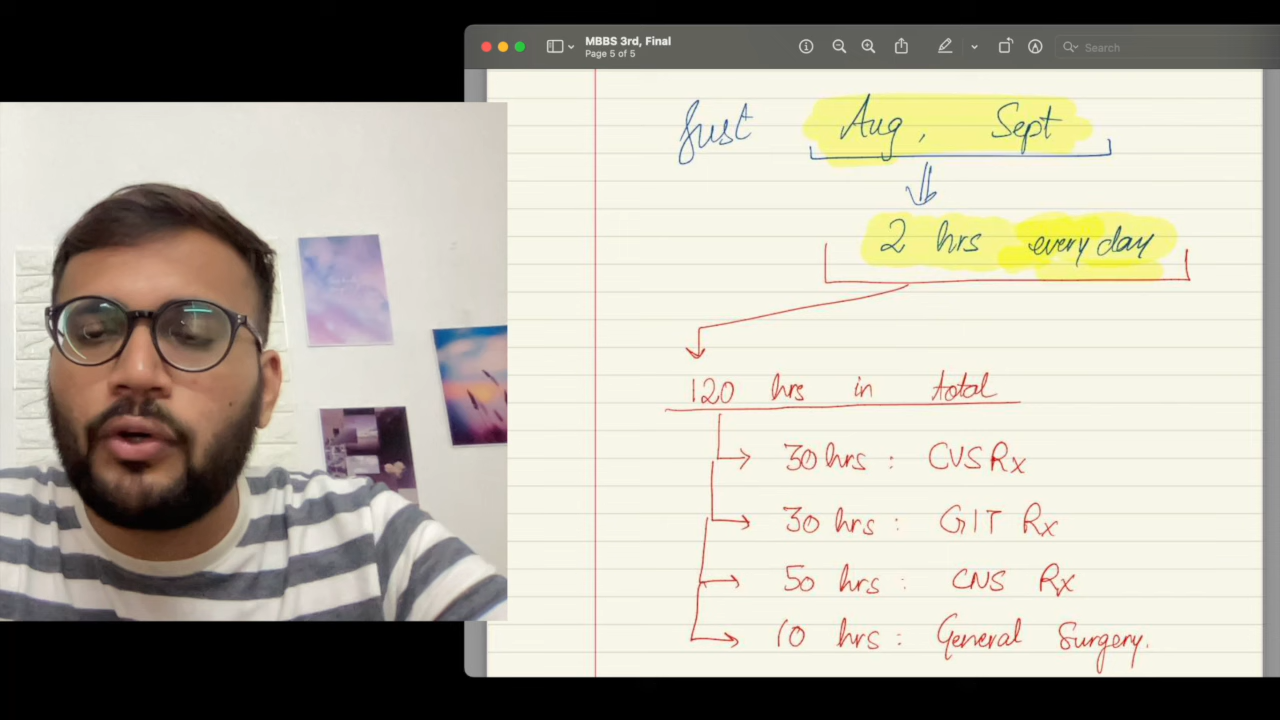 MBBS 3rd, Final
Page 5 of 5
Search
Just Aug, Sept
2 hrs every day
120 hrs in total
30 hrs : CVS Rx
30 hrs : GIT Rx
50 hrs : CNS Rx
10 hrs : General Surgery.